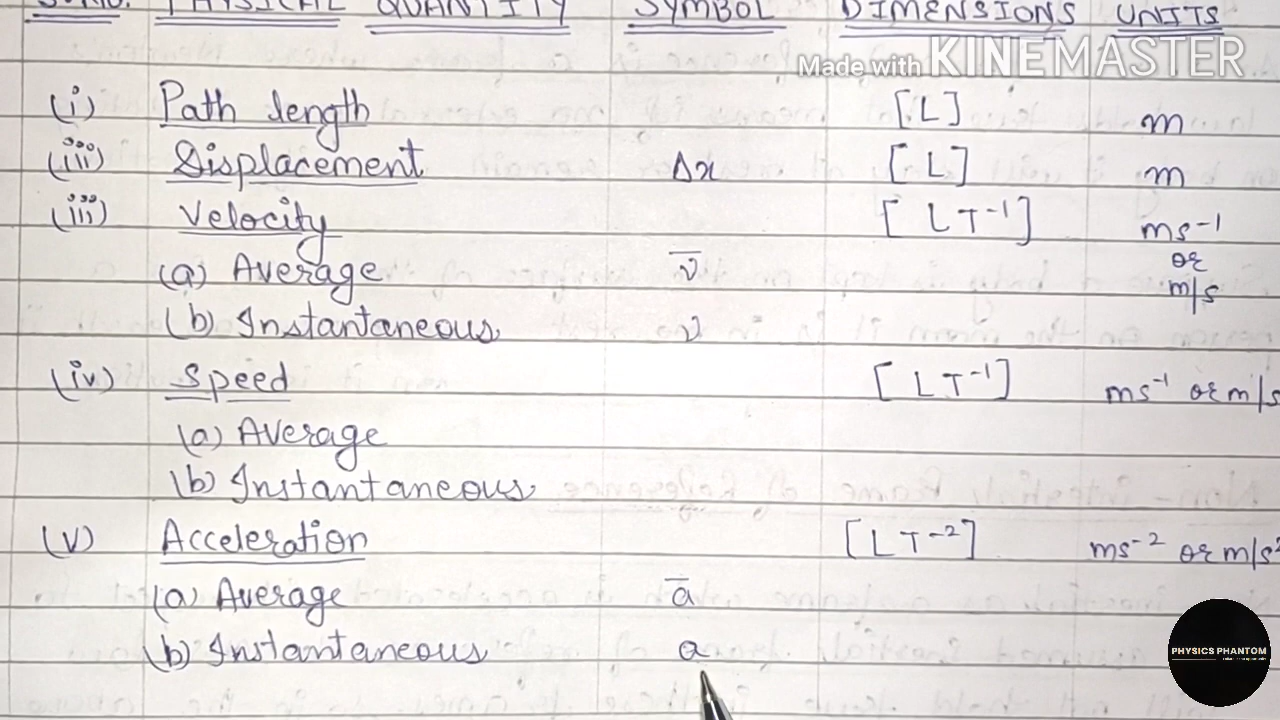 S. NO. PHYSICAL QUANTITY SYMBOL DIMENSIONS UNITS
Made with KINEMASTER
(i) Path length [L] m
(iii) Displacement Δx [L] m
(iii) Velocity [LT⁻¹] ms⁻¹
or
(a) Average v̅ m/s
(b) Instantaneous v
(iv) Speed [LT⁻¹] ms⁻¹ or m/s
(a) Average
(b) Instantaneous
(v) Acceleration [LT⁻²] ms⁻² or m/s²
(a) Average a̅
(b) Instantaneous a
PHYSICS PHANTOM